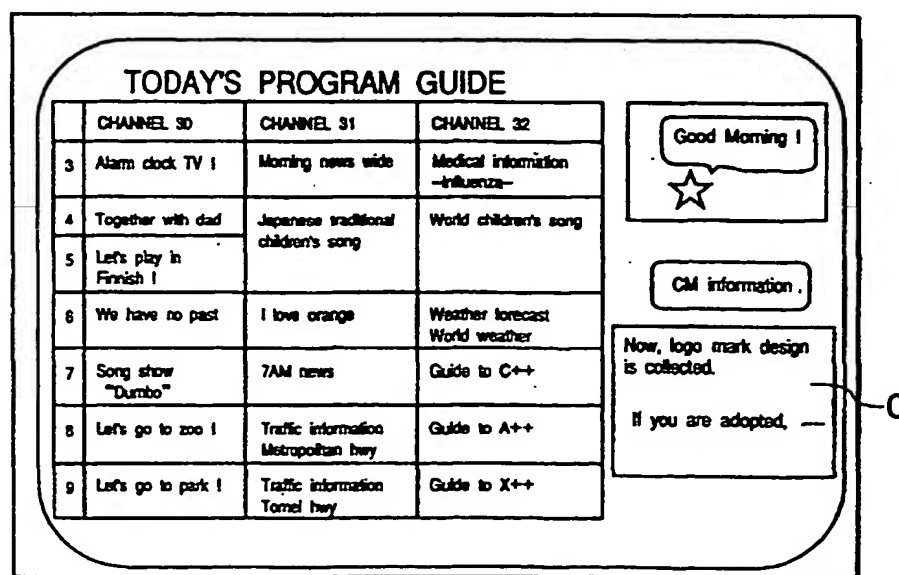 TODAY'S PROGRAM GUIDE
CHANNEL 30 CHANNEL 31 CHANNEL 32
3 Alarm clock TV ! Morning news wide Medical information
-influenza-
4 Together with dad Japanese traditional World children's song
children's song
5 Let's play in
Finnish !
6 We have no past I love orange Weather forecast
World weather
7 Song show 7AM news Guide to C++
"Dumbo"
8 Let's go to zoo ! Traffic information Guide to A++
Metropolitan hwy
9 Let's go to park ! Traffic information Guide to X++
Tomei hwy
Good Morning !
CM information .
Now, logo mark design
is collected.
If you are adopted, —
C